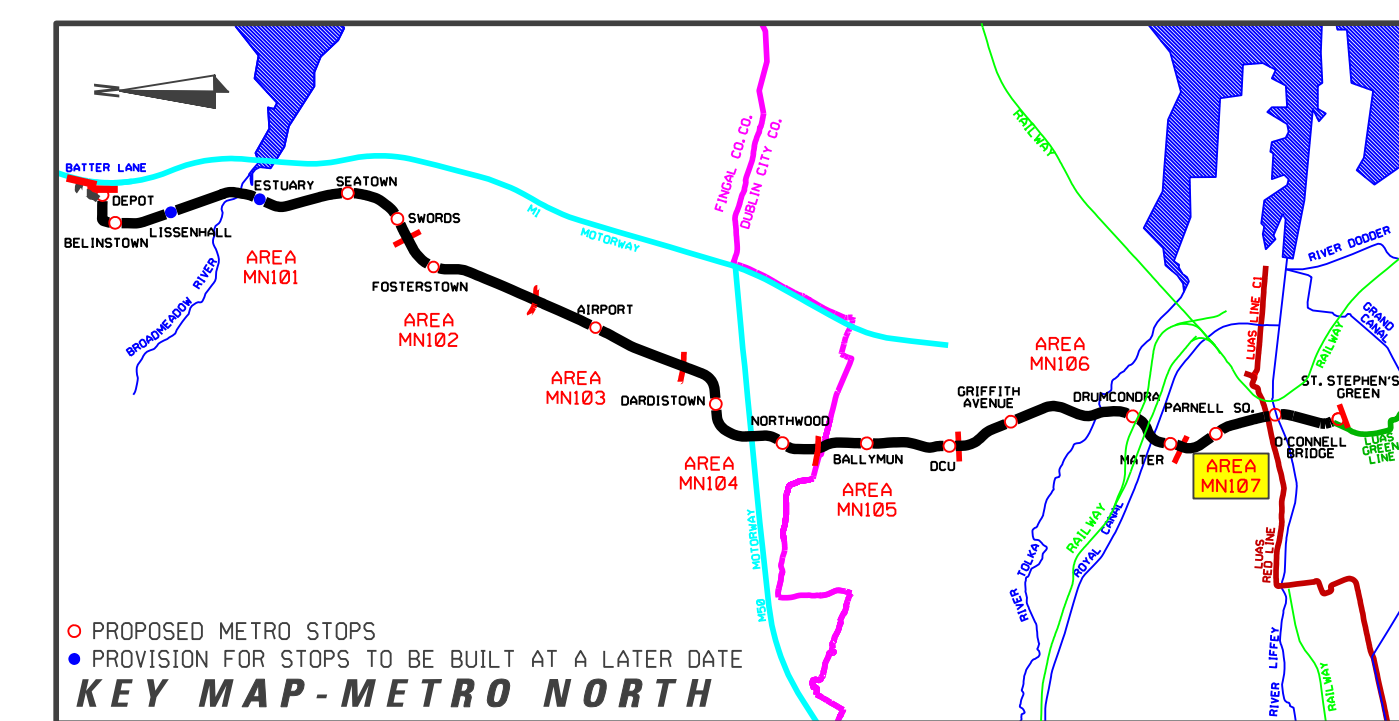 N
BATTER LANE
DEPOT
BELINSTOWN
LISSENHALL
ESTUARY
SEATOWN
SWORDS
BROADMEADOW RIVER
AREA
MN101
FOSTERSTOWN
AREA
MN102
M1
MOTORWAY
AIRPORT
AREA
MN103
DARDISTOWN
FINGAL CO. CO.
DUBLIN CITY CO.
NORTHWOOD
AREA
MN104
BALLYMUN
AREA
MN105
DCU
MOTORWAY
M50
GRIFFITH
AVENUE
AREA
MN106
RAILWAY
DRUMCONDRA
MATER
PARNELL SQ.
AREA
MN107
RAILWAY
ROYAL CANAL
RIVER TOLKA
LUAS LINE C1
LUAS
RED LINE
RIVER LIFFEY
RAILWAY
RIVER DODDER
GRAND
CANAL
RAILWAY
ST. STEPHEN'S
GREEN
O'CONNELL
BRIDGE
LUAS
GREEN
LINE
PROPOSED METRO STOPS
PROVISION FOR STOPS TO BE BUILT AT A LATER DATE
KEY MAP-METRO NORTH